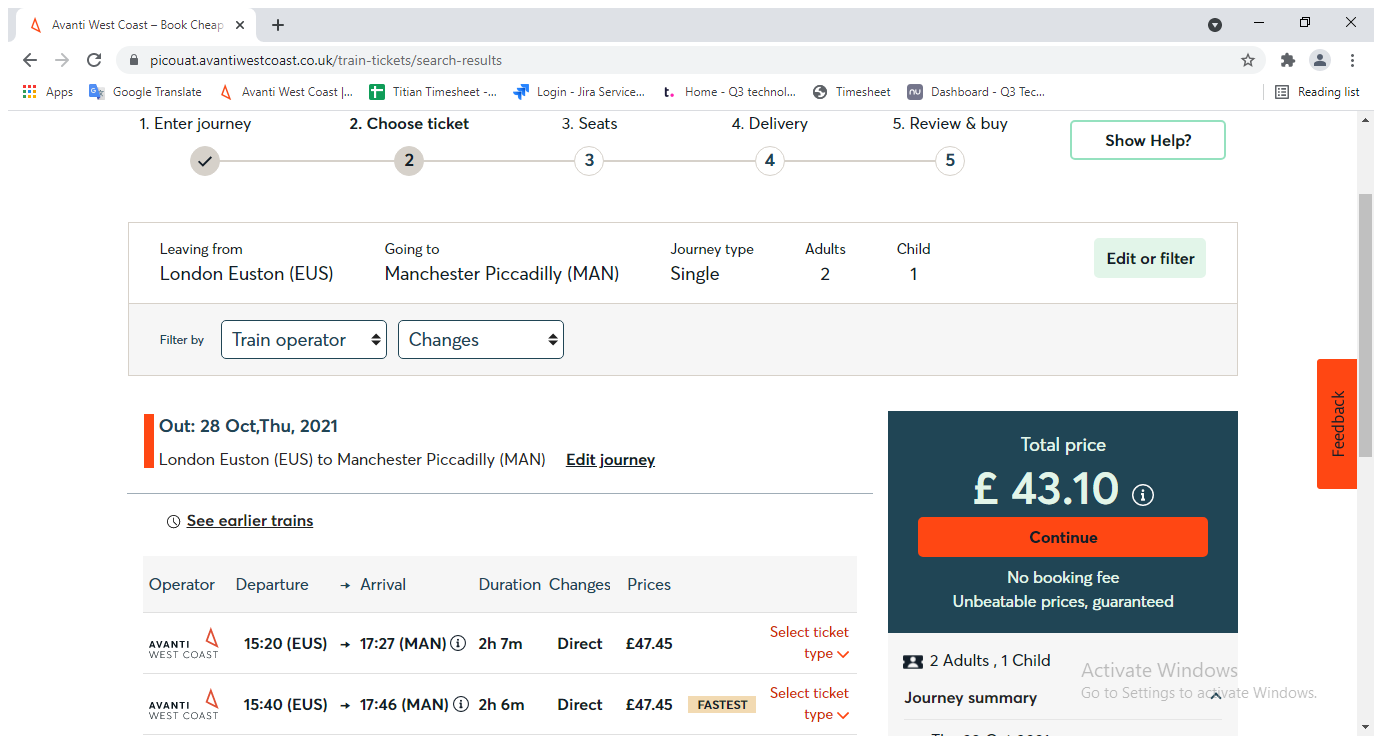 Avanti West Coast – Book Cheap
picouat.avantiwestcoast.co.uk/train-tickets/search-results
Apps Google Translate Avanti West Coast |... Titian Timesheet -... Login - Jira Service... Home - Q3 technol... Timesheet Dashboard - Q3 Tec... Reading list
1. Enter journey 2. Choose ticket 3. Seats 4. Delivery 5. Review & buy
Show Help?
2 3 4 5
Leaving from Going to Journey type Adults Child
London Euston (EUS) Manchester Piccadilly (MAN) Single 2 1
Edit or filter
Filter by Train operator Changes
Feedback
Out: 28 Oct,Thu, 2021
London Euston (EUS) to Manchester Piccadilly (MAN) Edit journey
See earlier trains
Operator Departure → Arrival Duration Changes Prices
AVANTI WEST COAST 15:20 (EUS) → 17:27 (MAN) 2h 7m Direct £47.45 Select ticket type
AVANTI WEST COAST 15:40 (EUS) → 17:46 (MAN) 2h 6m Direct £47.45 FASTEST Select ticket type
Total price
£ 43.10
Continue
No booking fee
Unbeatable prices, guaranteed
2 Adults , 1 Child
Journey summary
Activate Windows
Go to Settings to activate Windows.